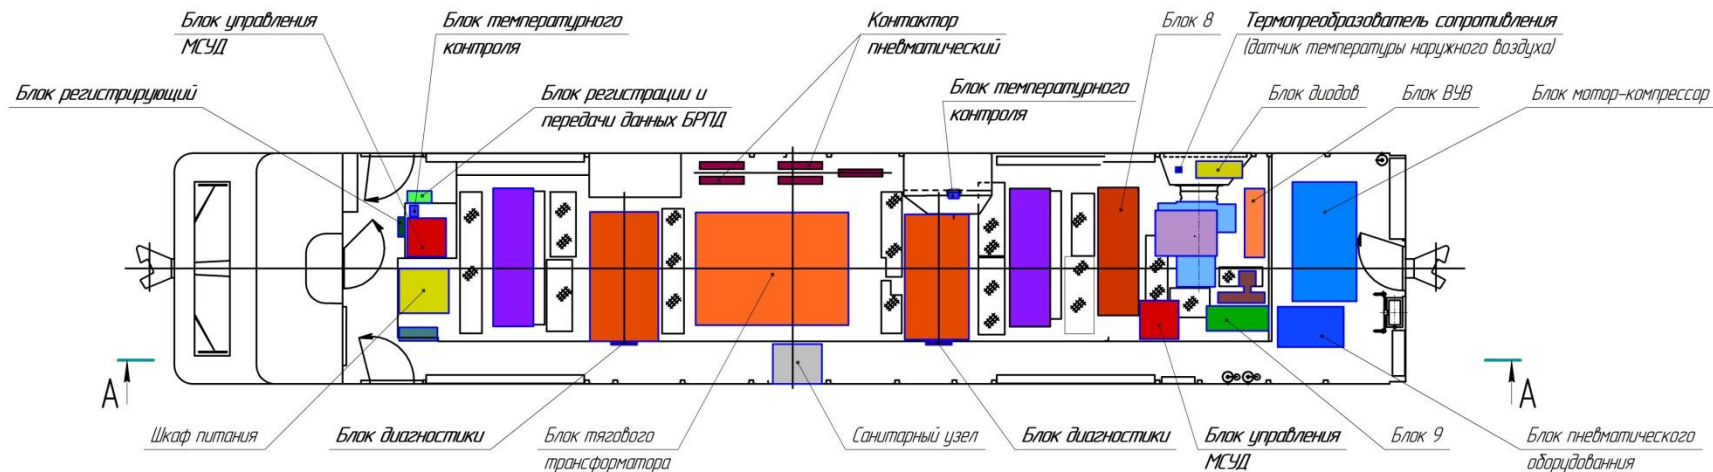 Блок управления
МСУД
Блок температурного
контроля
Контактор
пневматический
Блок 8
Термопреобразователь сопротивления
(датчик температуры наружного воздуха)
Блок регистрирующий
Блок регистрации и
передачи данных БРПД
Блок температурного
контроля
Блок диодов
Блок ВУВ
Блок мотор-компрессор
А
А
Шкаф питания
Блок диагностики
Блок тягового
трансформатора
Санитарный узел
Блок диагностики
Блок управления
МСУД
Блок 9
Блок пневматического
оборудованния